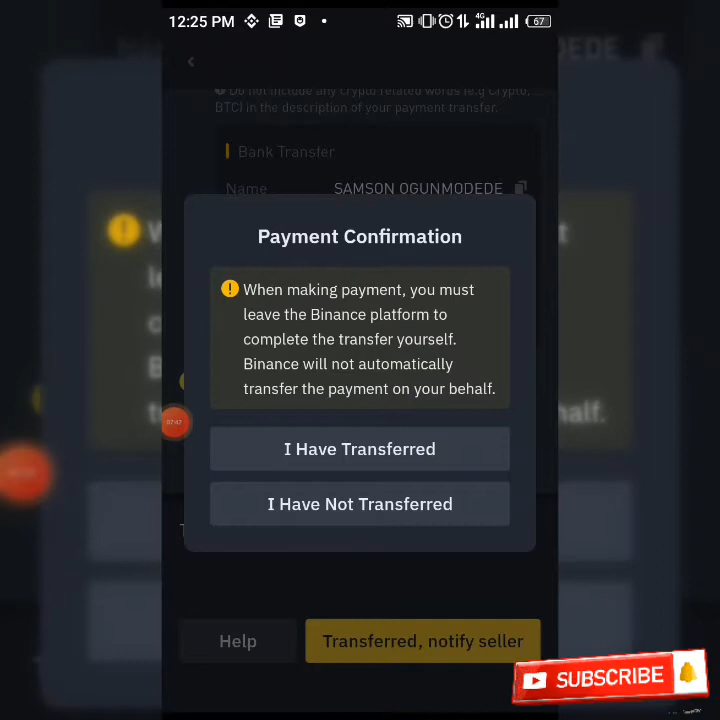 12:25 PM
4G
67
DEDE
Do not include any crypto related words (e.g Crypto,
BTC) in the description of your payment transfer.
Bank Transfer
Name SAMSON OGUNMODEDE
Payment Confirmation
When making payment, you must
leave the Binance platform to
complete the transfer yourself.
Binance will not automatically
transfer the payment on your behalf.
half.
I Have Transferred
I Have Not Transferred
Help Transferred, notify seller
SUBSCRIBE